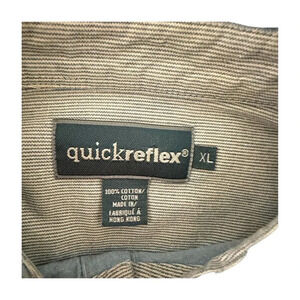 quickreflex®
XL
100% COTTON/
COTON
MADE IN/
FABRIQUÉ À
HONG KONG